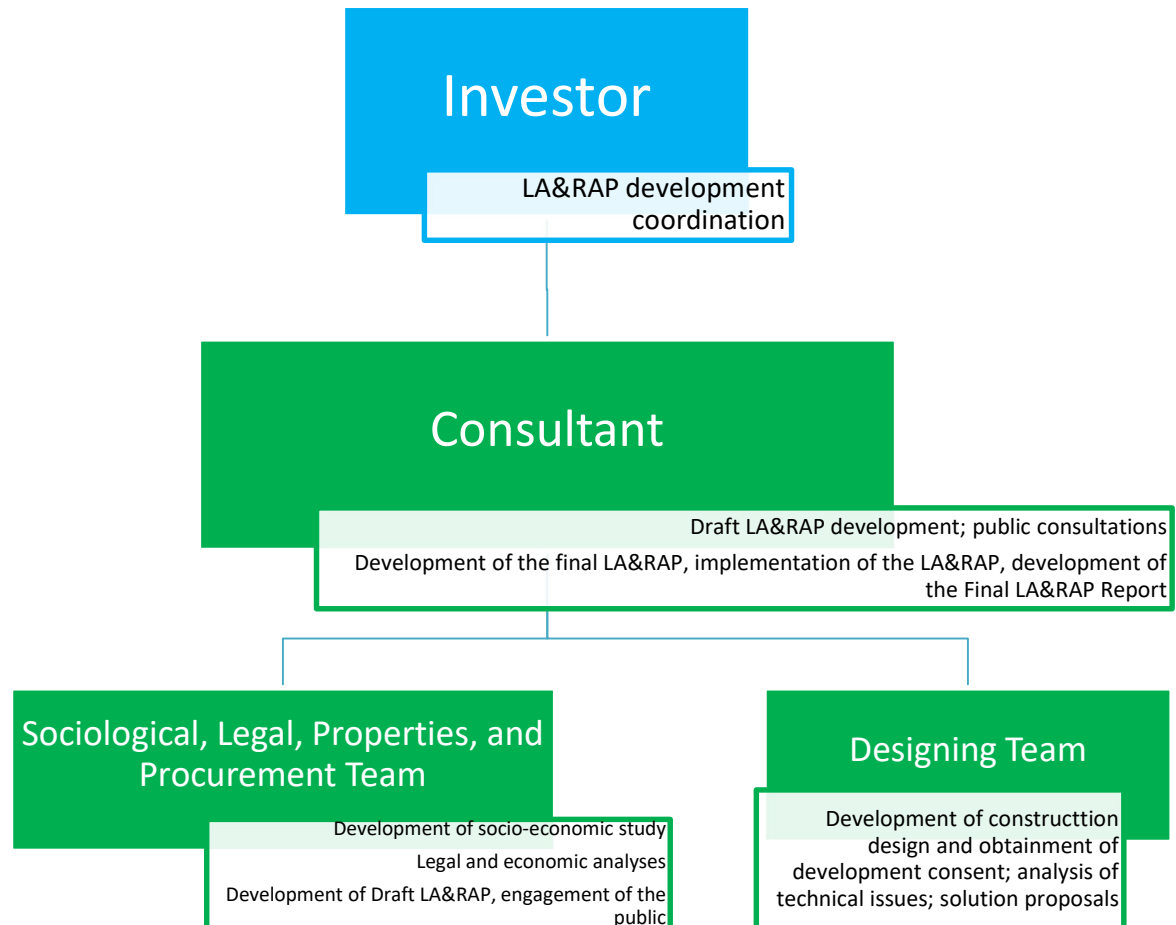 Investor
LA&RAP development
coordination
Consultant
Draft LA&RAP development; public consultations
Development of the final LA&RAP, implementation of the LA&RAP, development of
the Final LA&RAP Report
Sociological, Legal, Properties, and
Procurement Team
Development of socio-economic study
Legal and economic analyses
Development of Draft LA&RAP, engagement of the
public
Designing Team
Development of constructtion
design and obtainment of
development consent; analysis of
technical issues; solution proposals